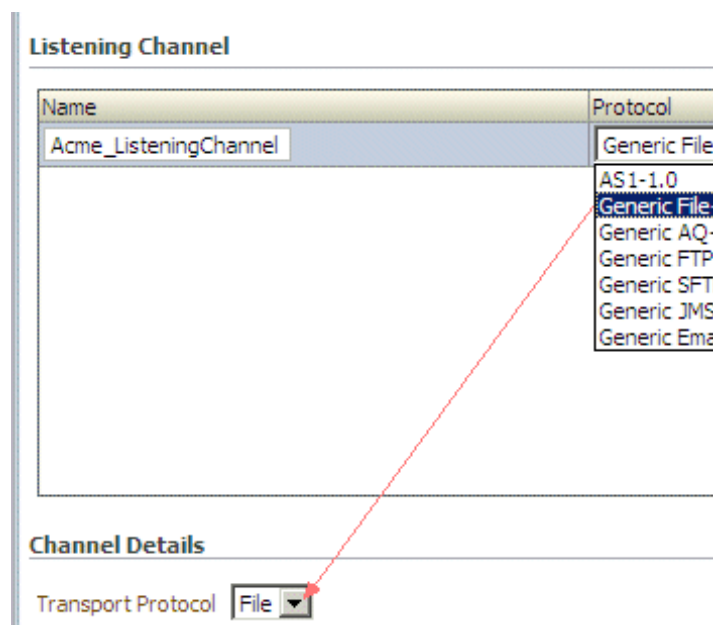 Listening Channel
Name Protocol
Acme_ListeningChannel Generic File
AS1-1.0
Generic File-
Generic AQ-
Generic FTP
Generic SFT
Generic JMS
Generic Ema
Channel Details
Transport Protocol File